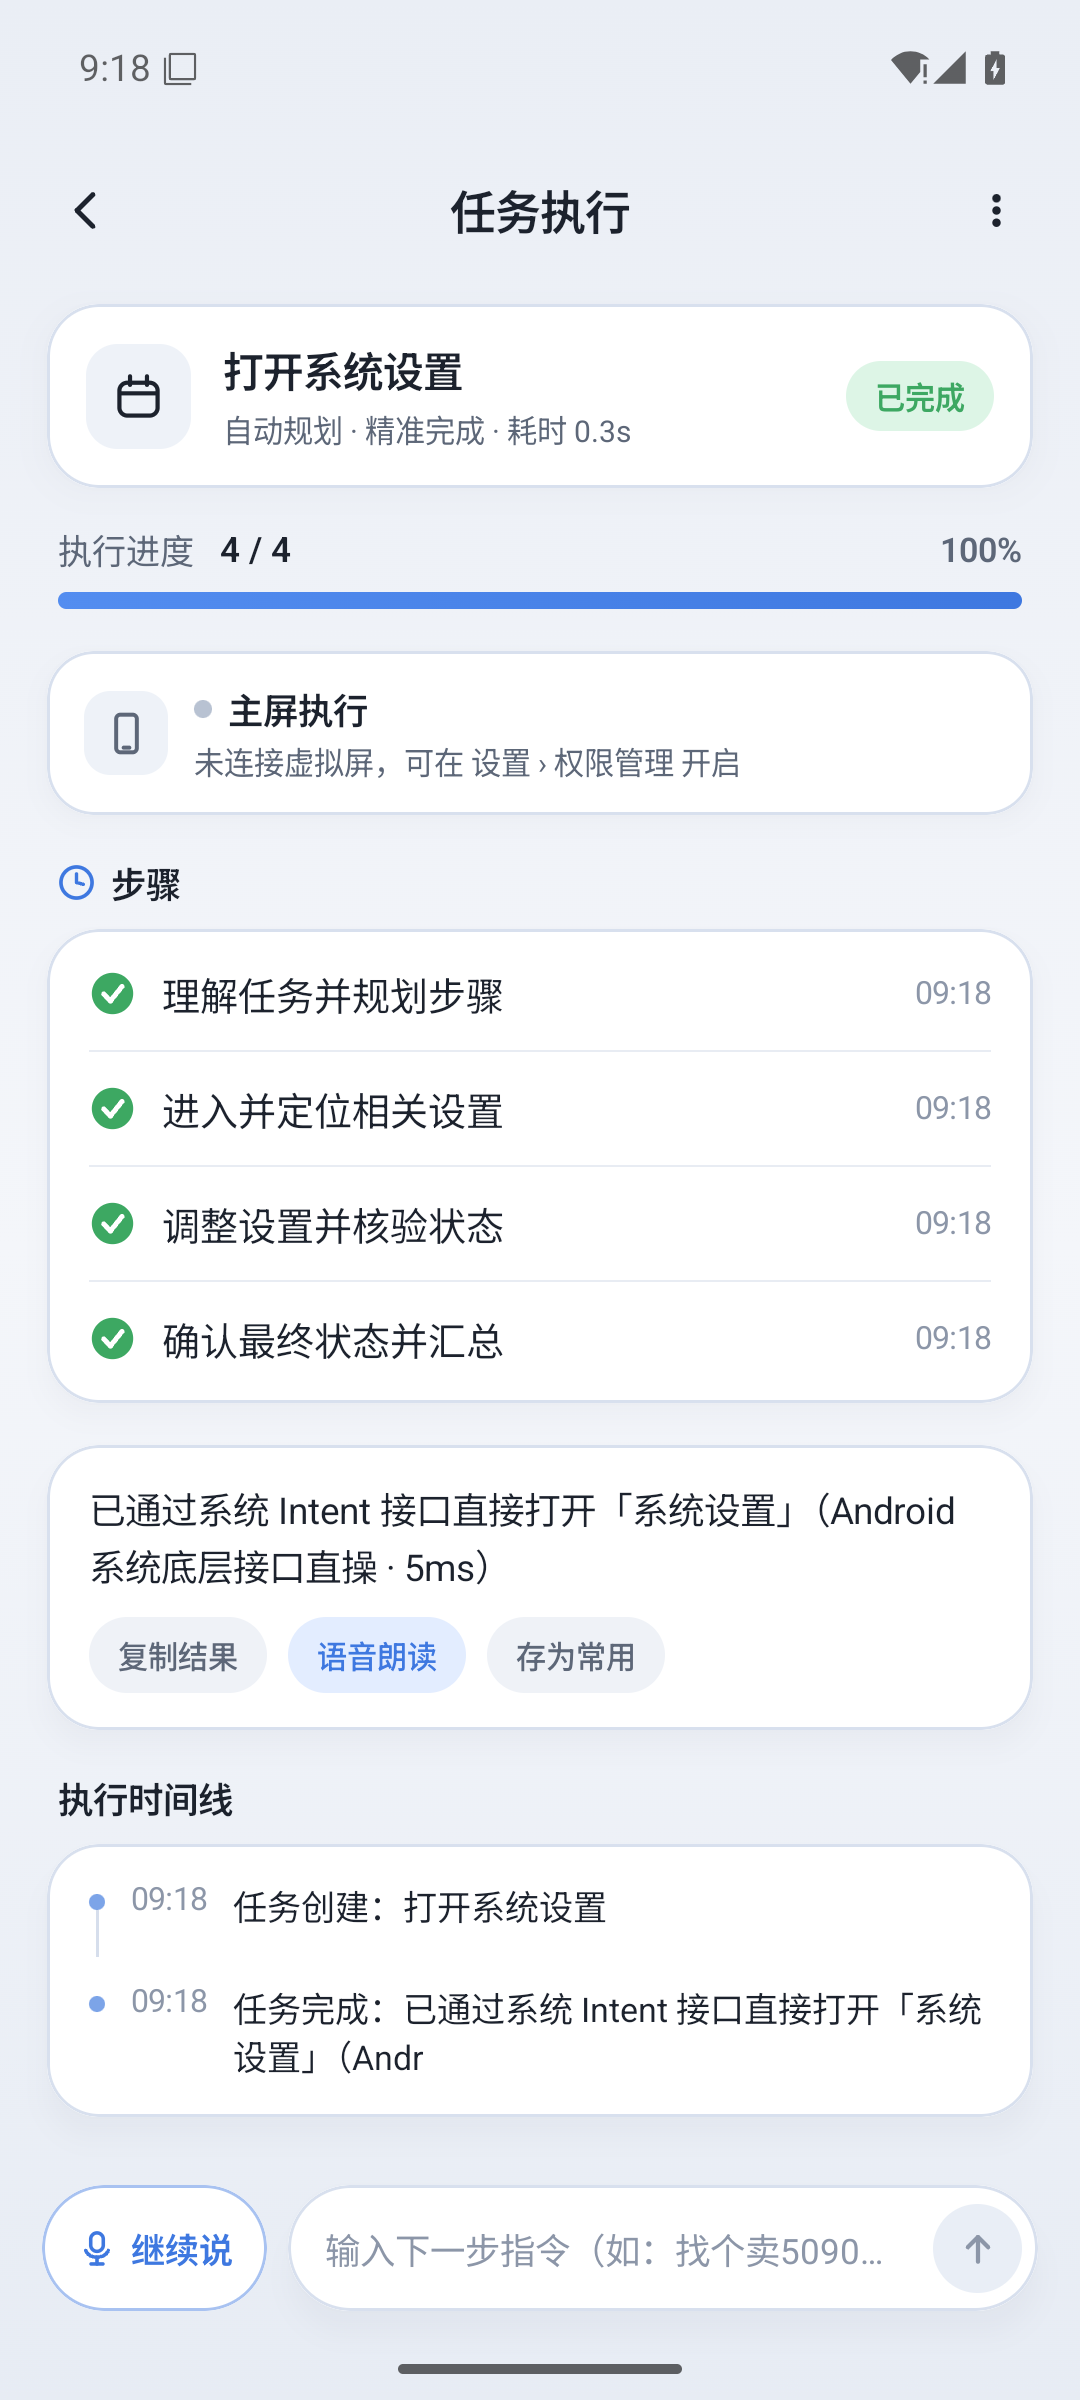 9:18
任务执行
打开系统设置
自动规划 · 精准完成 · 耗时 0.3s
已完成
执行进度 4 / 4
100%
主屏执行
未连接虚拟屏，可在 设置 › 权限管理 开启
步骤
理解任务并规划步骤 09:18
进入并定位相关设置 09:18
调整设置并核验状态 09:18
确认最终状态并汇总 09:18
已通过系统 Intent 接口直接打开「系统设置」（Android
系统底层接口直操 · 5ms）
复制结果 语音朗读 存为常用
执行时间线
09:18 任务创建：打开系统设置
09:18 任务完成：已通过系统 Intent 接口直接打开「系统
设置」（Andr
继续说 输入下一步指令（如：找个卖5090...